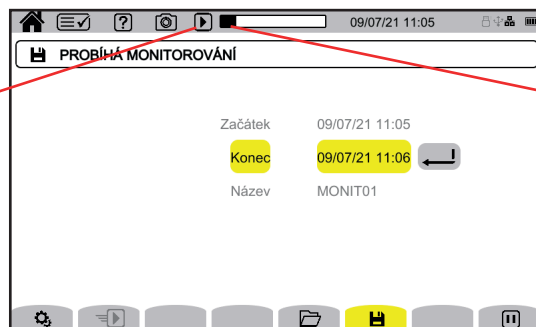 09/07/21 11:05
PROBÍHÁ MONITOROVÁNÍ
Začátek 09/07/21 11:05
Konec 09/07/21 11:06
Název MONIT01